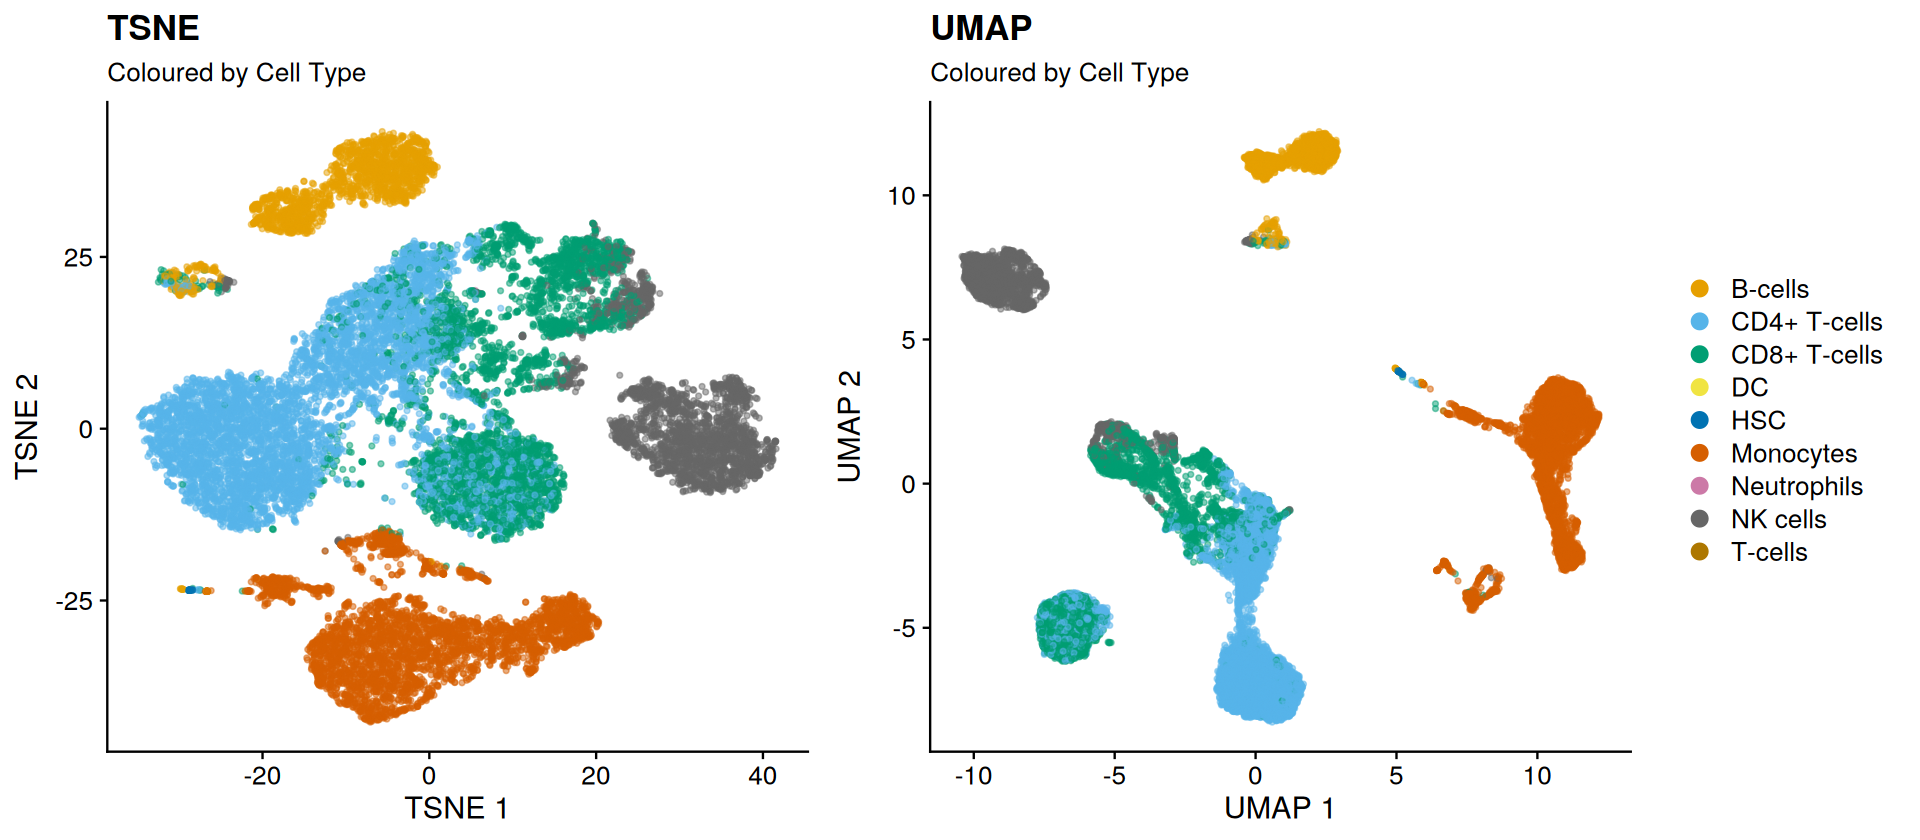 TSNE
Coloured by Cell Type
25
0
-25
TSNE 2
-20
0
20
40
TSNE 1
UMAP
Coloured by Cell Type
10
5
0
-5
UMAP 2
-10
-5
0
5
10
UMAP 1
B-cells
CD4+ T-cells
CD8+ T-cells
DC
HSC
Monocytes
Neutrophils
NK cells
T-cells